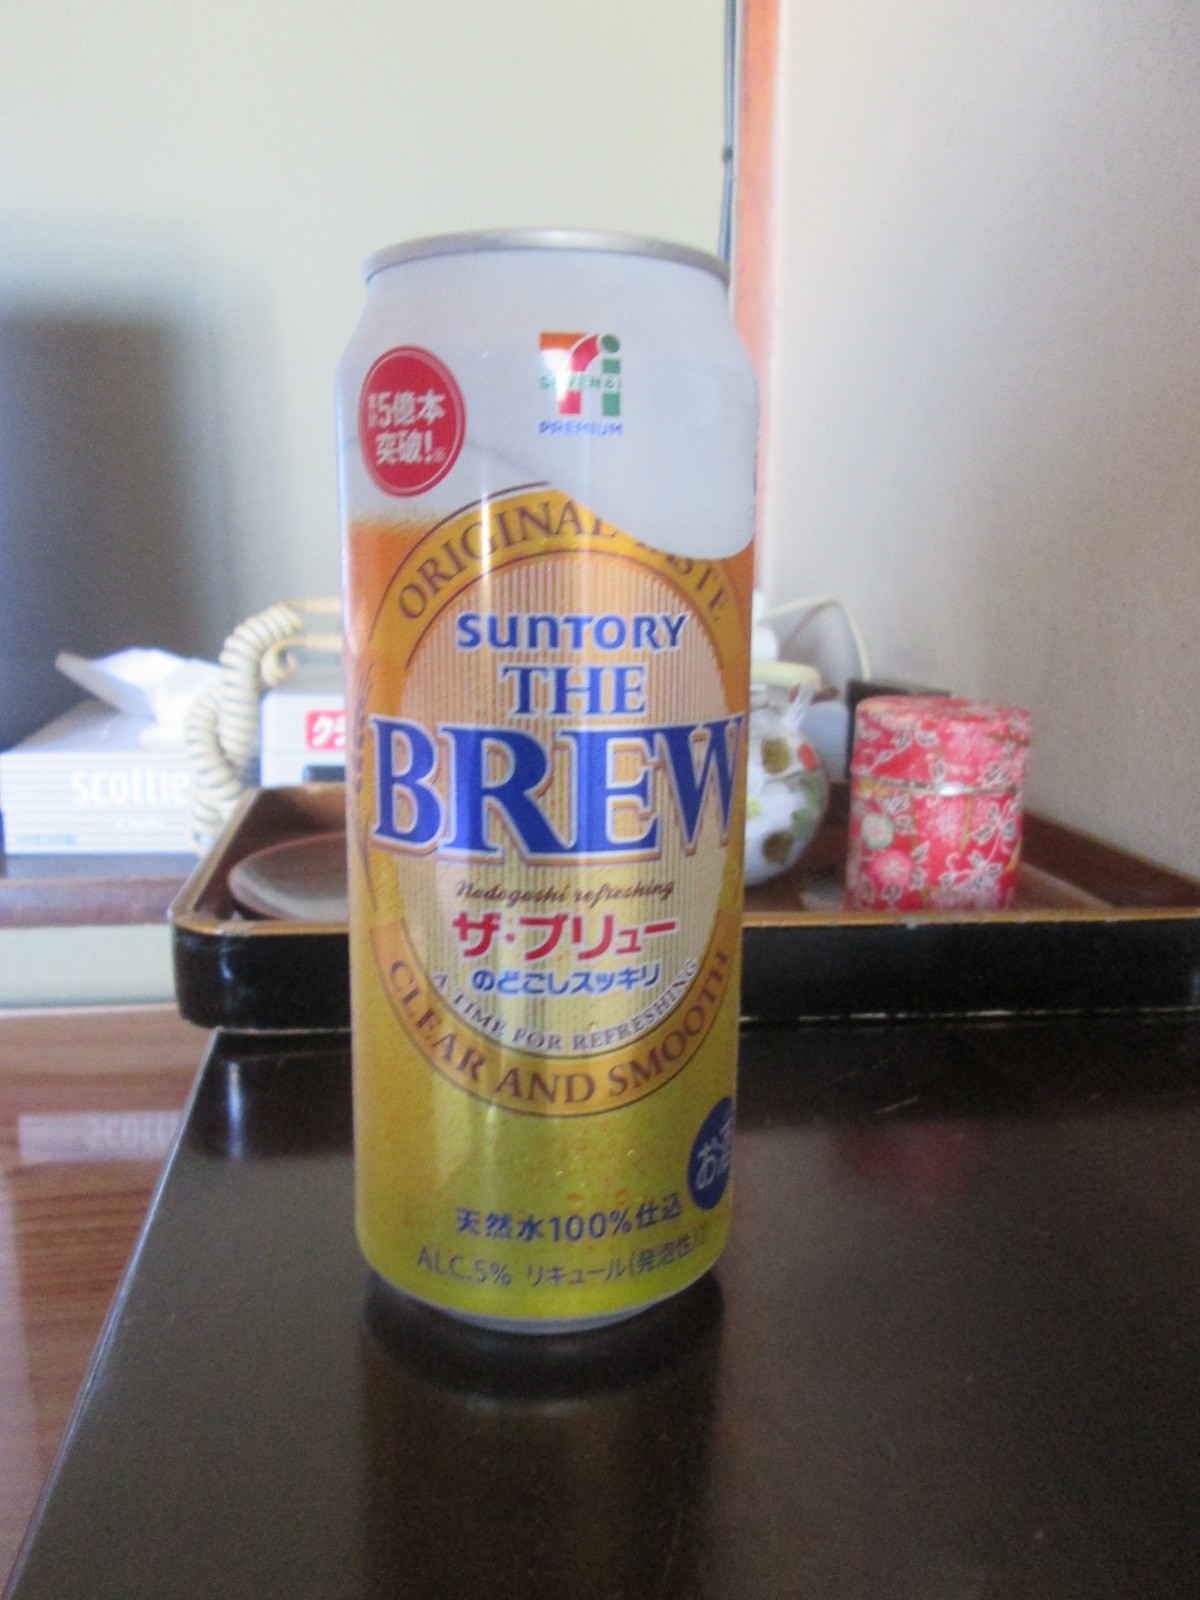 SEVEN & i
PREMIUM
累計5億本
突破!※
ORIGINAL TASTE
SUNTORY
THE
BREW
Nodogoshi refreshing
ザ・ブリュー
のどごしスッキリ
A TIME FOR REFRESHING
CLEAR AND SMOOTH
お酒
天然水100%仕込
ALC.5% リキュール(発泡性)①
scottie